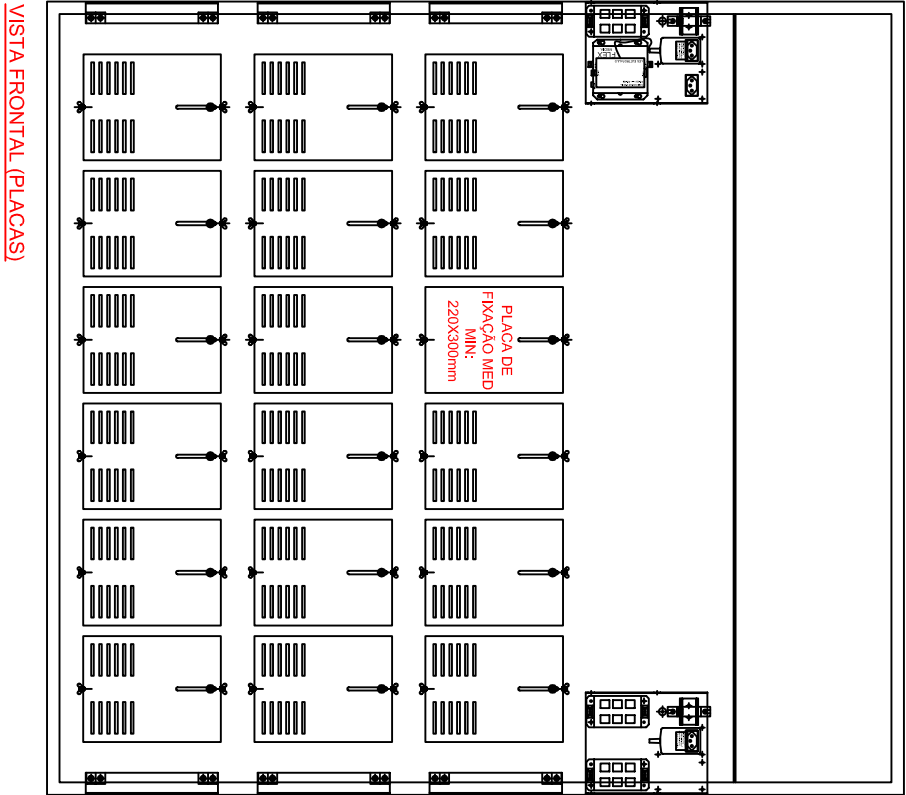 VISTA FRONTAL (PLACAS)
PLACA DE
FIXAÇÃO MED
MIN:
220X300mm